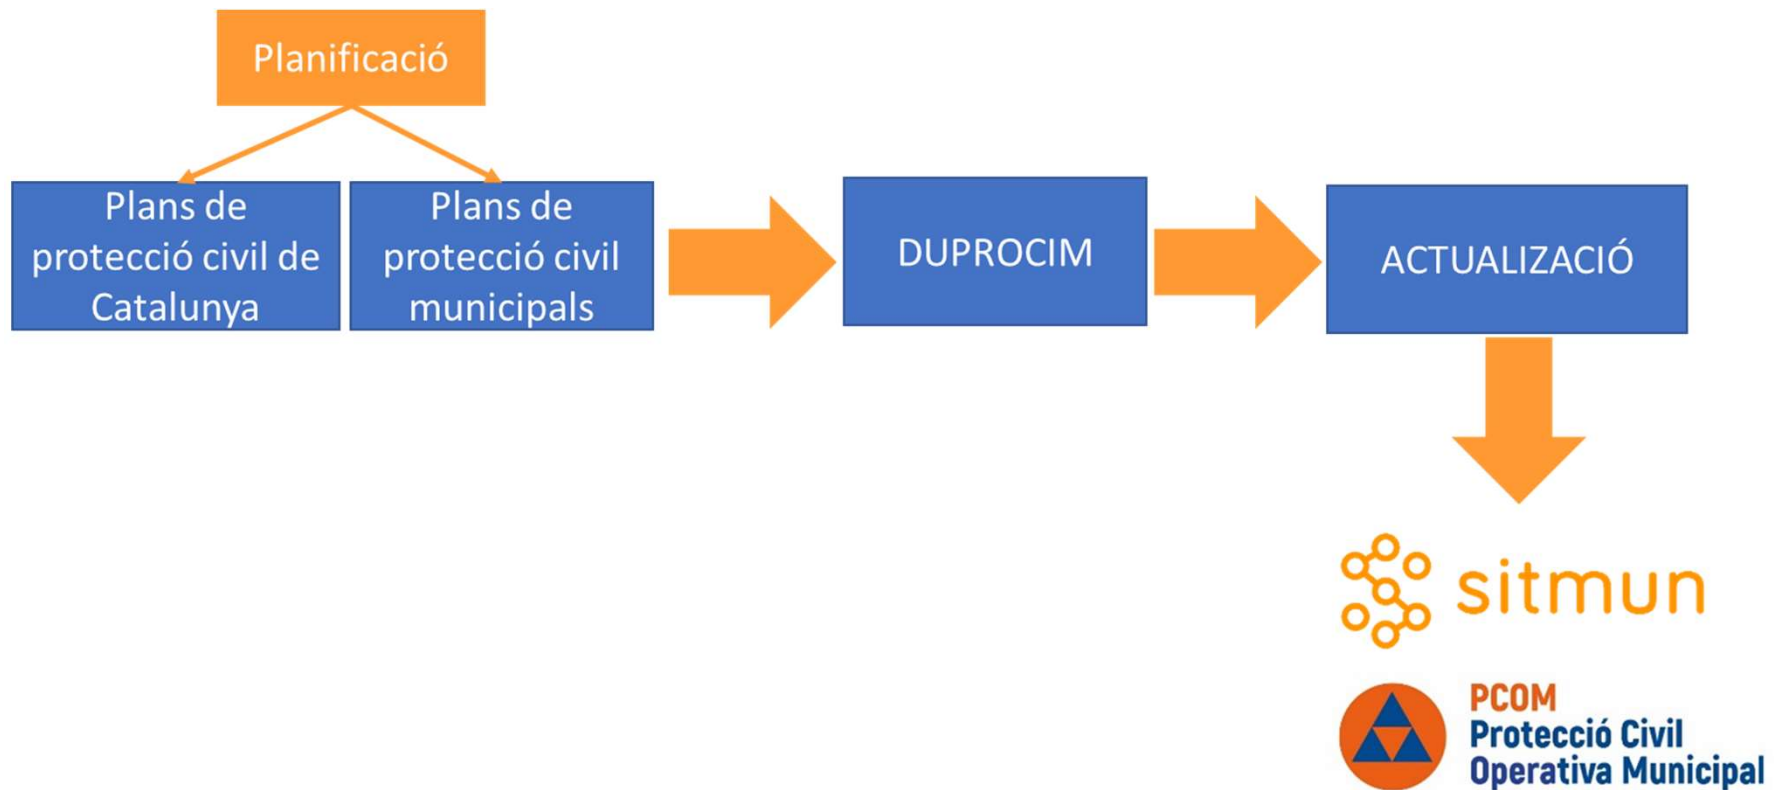 Planificació
Plans de
protecció civil de
Catalunya
Plans de
protecció civil
municipals
DUPROCIM
ACTUALIZACIÓ
sitmun
PCOM
Protecció Civil
Operativa Municipal